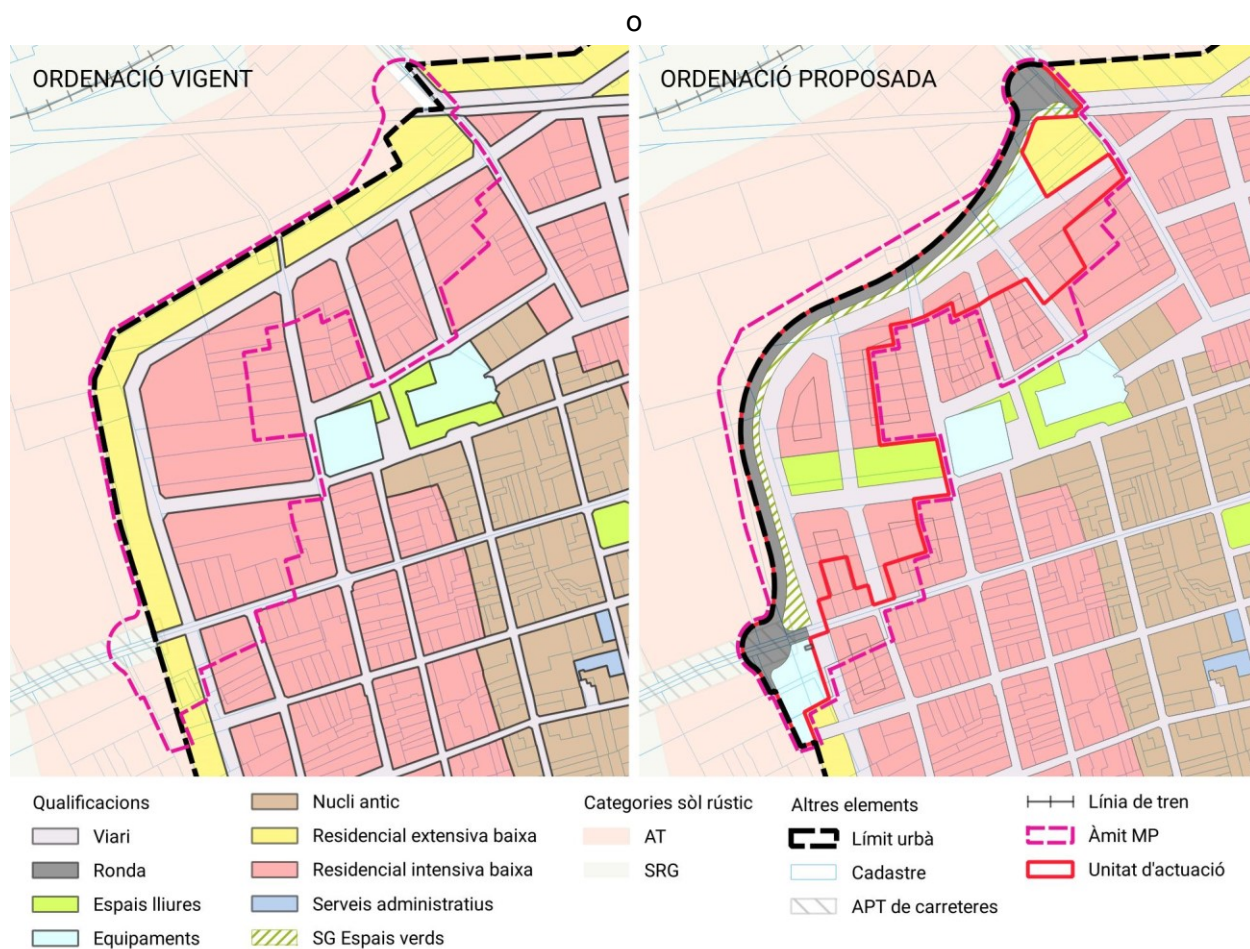 o
ORDENACIÓ VIGENT
ORDENACIÓ PROPOSADA
Qualificacions
Viari
Ronda
Espais lliures
Equipaments
Nucli antic
Residencial extensiva baixa
Residencial intensiva baixa
Serveis administratius
SG Espais verds
Categories sòl rústic
AT
SRG
Altres elements
Límit urbà
Cadastre
APT de carreteres
Línia de tren
Àmit MP
Unitat d'actuació